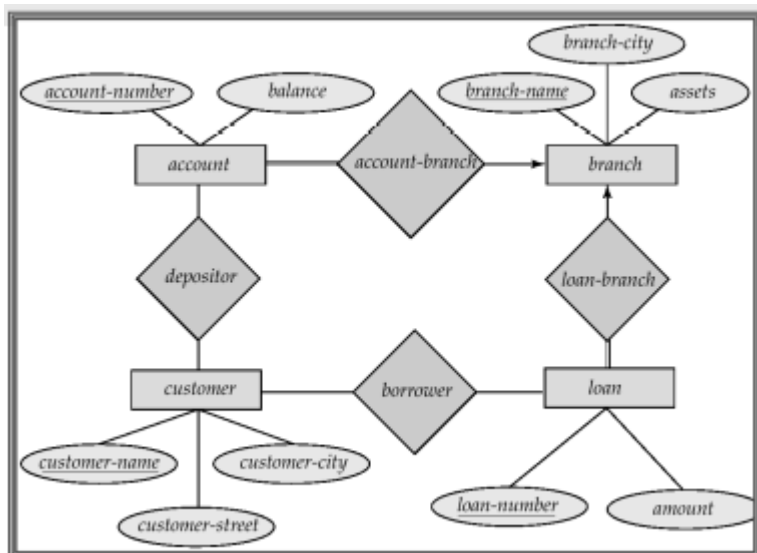 branch-city
account-number
balance
branch-name
assets
account
account-branch
branch
depositor
loan-branch
customer
borrower
loan
customer-name
customer-city
loan-number
amount
customer-street